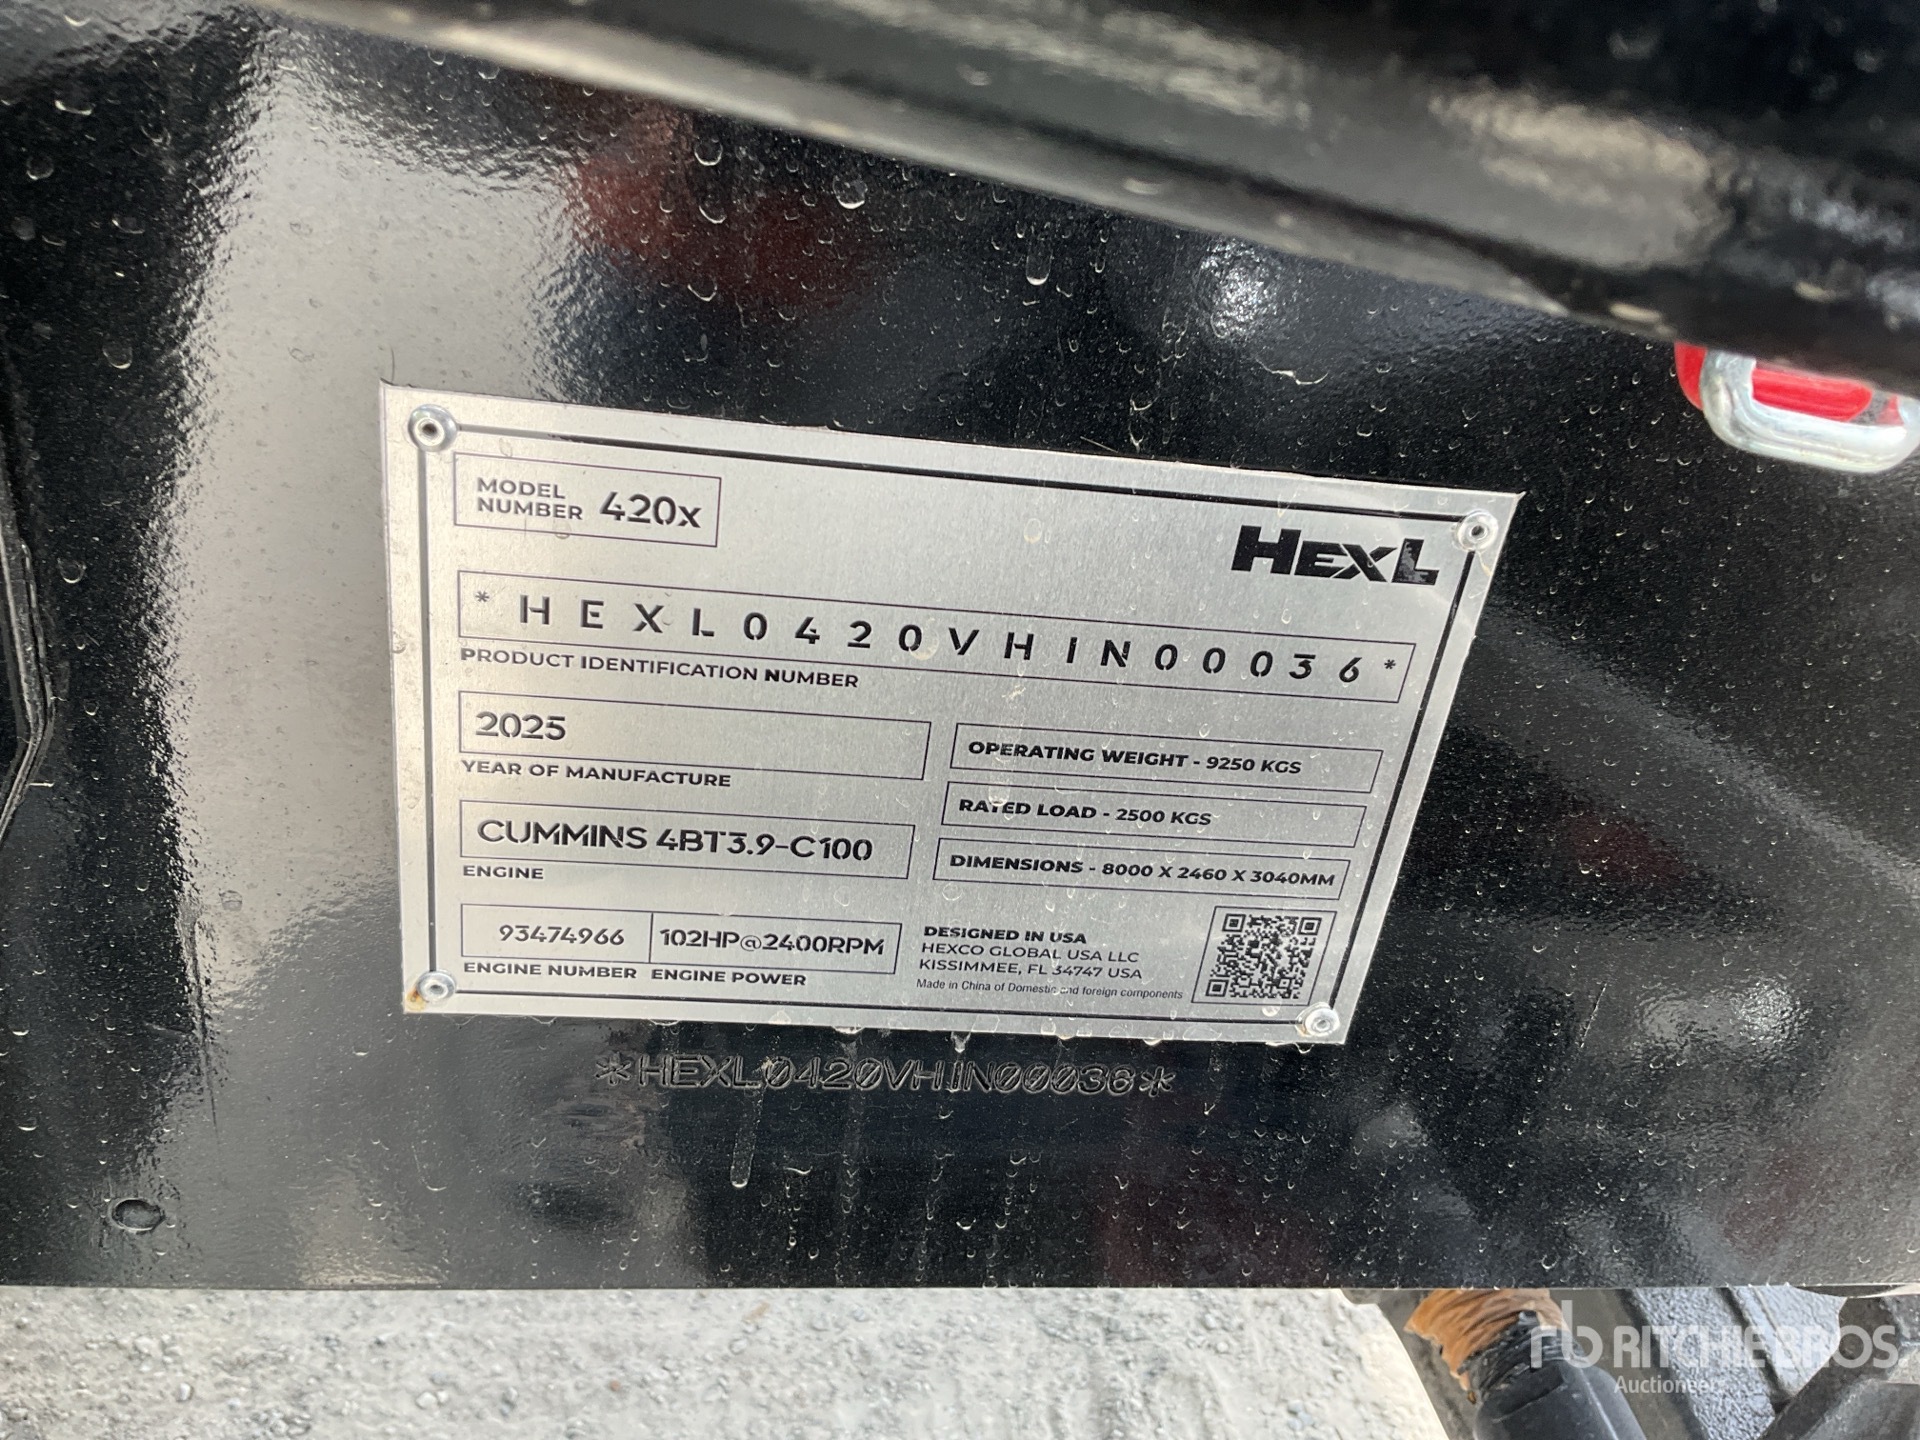 MODEL
NUMBER 420x
HEXL
*HEXL0420VHIN00036*
PRODUCT IDENTIFICATION NUMBER
2025
YEAR OF MANUFACTURE
CUMMINS 4BT3.9-C100
ENGINE
93474966 102HP@2400RPM
ENGINE NUMBER ENGINE POWER
OPERATING WEIGHT - 9250 KGS
RATED LOAD - 2500 KGS
DIMENSIONS - 8000 X 2460 X 3040MM
DESIGNED IN USA
HEXCO GLOBAL USA LLC
KISSIMMEE, FL 34747 USA
Made in China of Domestic and foreign components
*HEXL0420VHIN00036*
rb RITCHIE BROS
Auctioneers